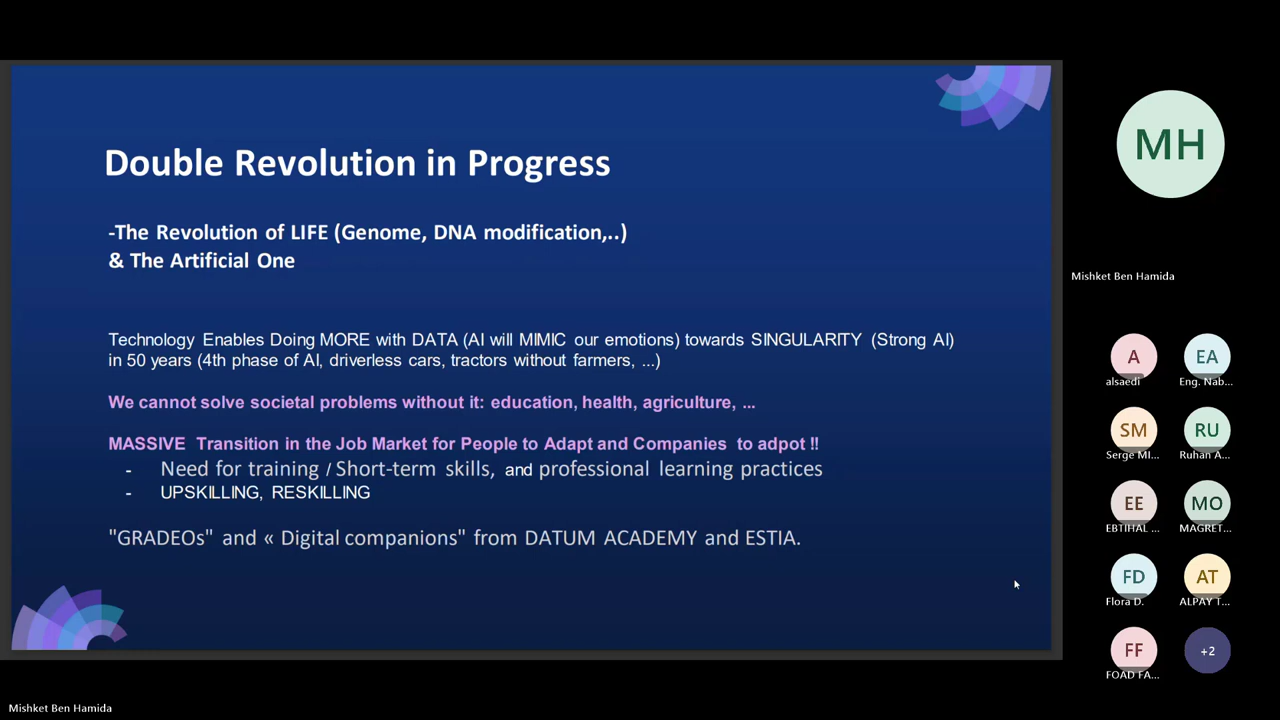 Double Revolution in Progress
-The Revolution of LIFE (Genome, DNA modification,..)
& The Artificial One
Technology Enables Doing MORE with DATA (AI will MIMIC our emotions) towards SINGULARITY (Strong AI)
in 50 years (4th phase of AI, driverless cars, tractors without farmers, ...)
We cannot solve societal problems without it: education, health, agriculture, ...
MASSIVE Transition in the Job Market for People to Adapt and Companies to adpot !!
- Need for training / Short-term skills, and professional learning practices
- UPSKILLING, RESKILLING
"GRADEOs" and « Digital companions" from DATUM ACADEMY and ESTIA.
MH
Mishket Ben Hamida
A
alsaedi
EA
Eng. Nab...
SM
Serge MI...
RU
Ruhan A...
EE
EBTIHAL ...
MO
MAGRET...
FD
Flora D.
AT
ALPAY T...
FF
FOAD FA...
+2
Mishket Ben Hamida